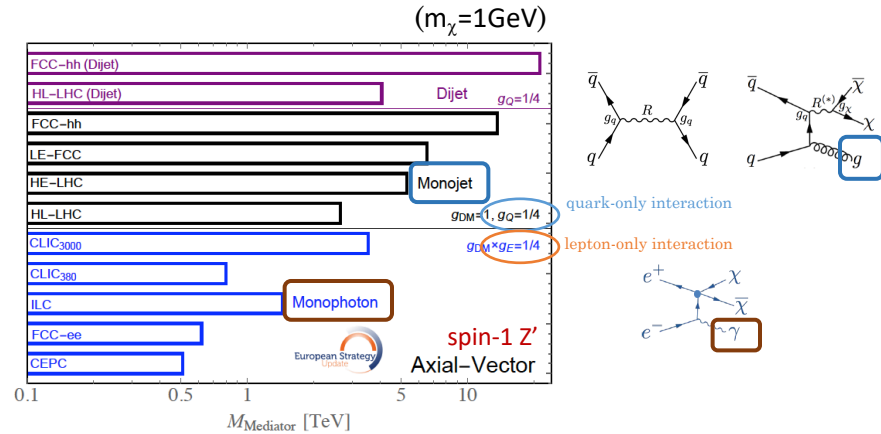 (mχ=1GeV)
FCC-hh (Dijet)
HL-LHC (Dijet)
Dijet
gQ=1/4
FCC-hh
LE-FCC
HE-LHC
Monojet
HL-LHC
gDM=1, gQ=1/4
quark-only interaction
CLIC3000
gDM×gE=1/4
lepton-only interaction
CLIC380
ILC
Monophoton
FCC-ee
CEPC
European Strategy
Update
spin-1 Z'
Axial-Vector
0.1
0.5
1
5
10
MMediator [TeV]
q̅
q̅
R
gq
gq
q
q
q̅
R(*)
χ̅
gχ
gq
χ
q
g
e+
χ
χ̅
e−
γ